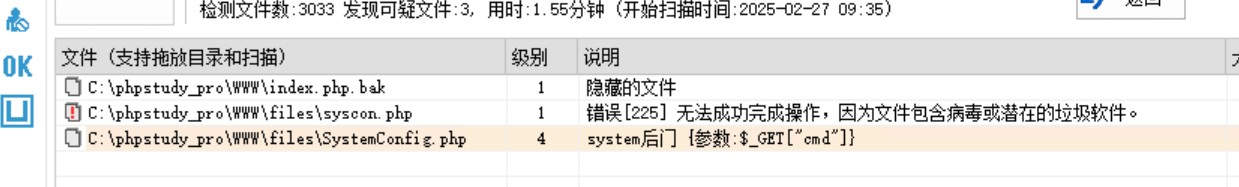 检测文件数:3033 发现可疑文件:3, 用时:1.55分钟 (开始扫描时间:2025-02-27 09:35)
返回
OK
文件 (支持拖放目录和扫描) 级别 说明
C:\phpstudy_pro\WWW\index.php.bak 1 隐藏的文件
C:\phpstudy_pro\WWW\files\syscon.php 1 错误[225] 无法成功完成操作，因为文件包含病毒或潜在的垃圾软件。
C:\phpstudy_pro\WWW\files\SystemConfig.php 4 system后门 {参数:$_GET["cmd"]}